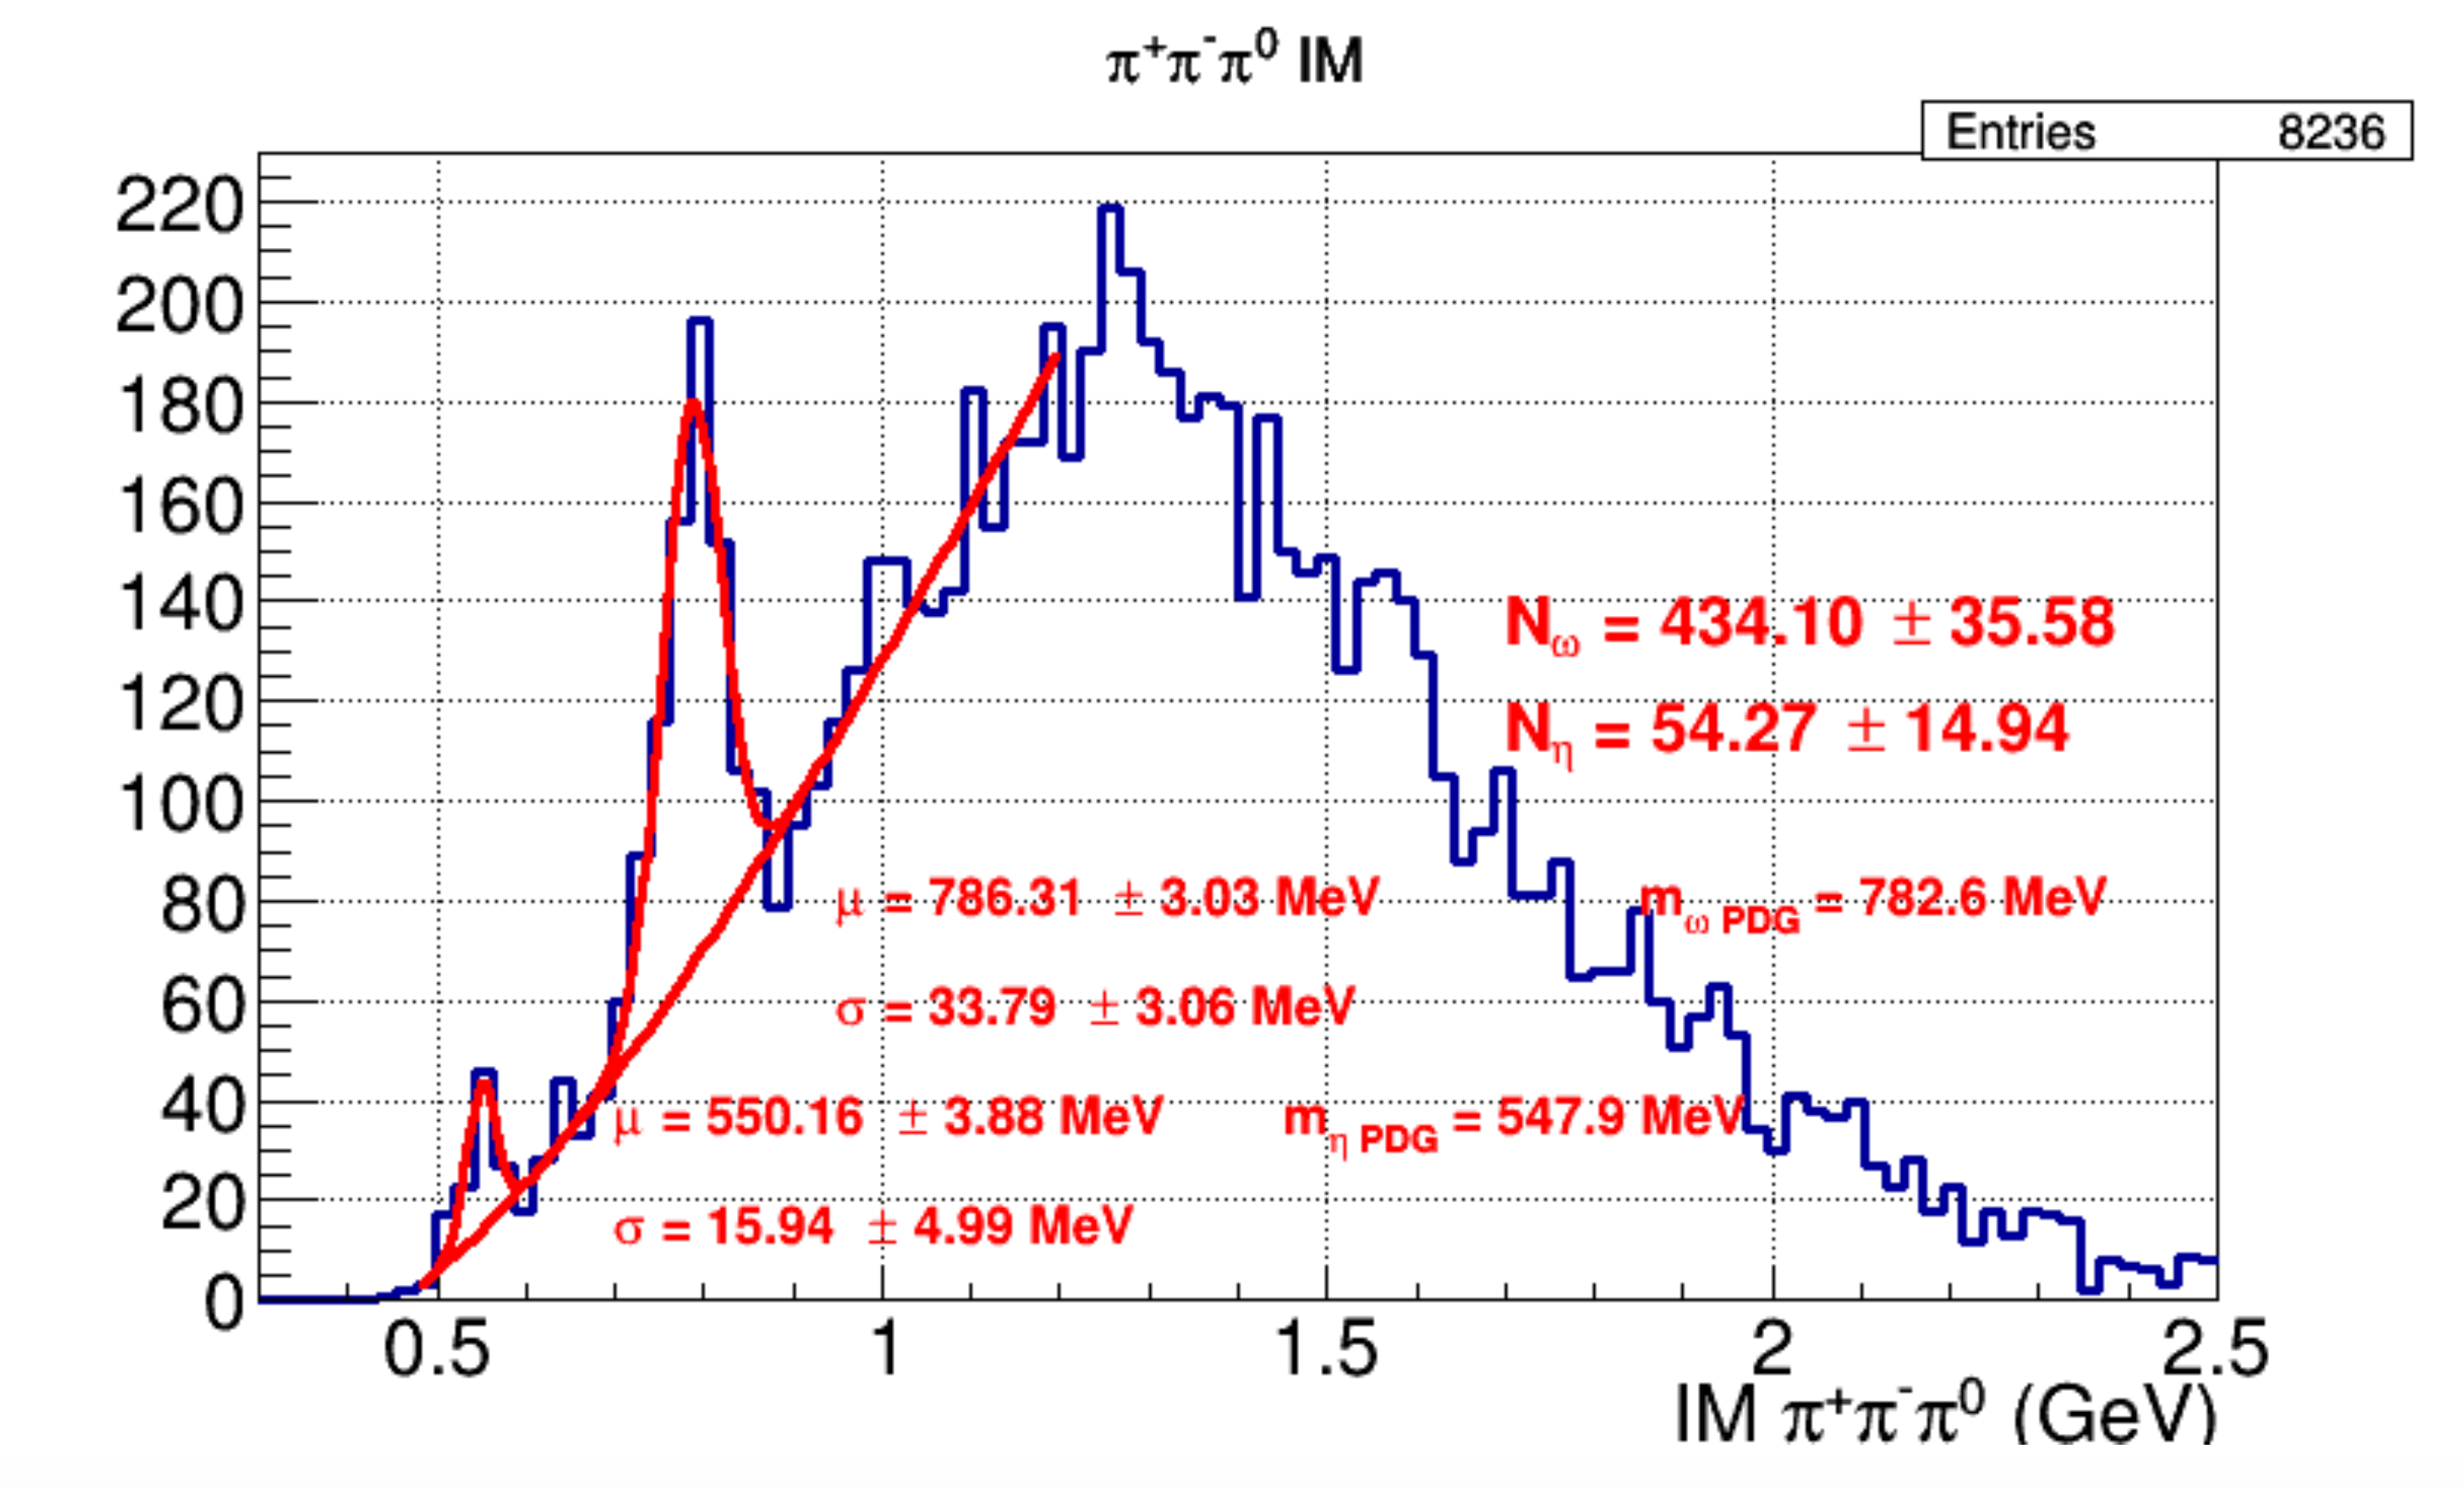 π⁺π⁻π⁰ IM
Entries 8236
220
200
180
160
140
120
100
80
60
40
20
0
N_ω = 434.10 ± 35.58
N_η = 54.27 ± 14.94
μ = 786.31 ± 3.03 MeV
m_ω PDG = 782.6 MeV
σ = 33.79 ± 3.06 MeV
μ = 550.16 ± 3.88 MeV
m_η PDG = 547.9 MeV
σ = 15.94 ± 4.99 MeV
0.5 1 1.5 2 2.5
IM π⁺π⁻π⁰ (GeV)